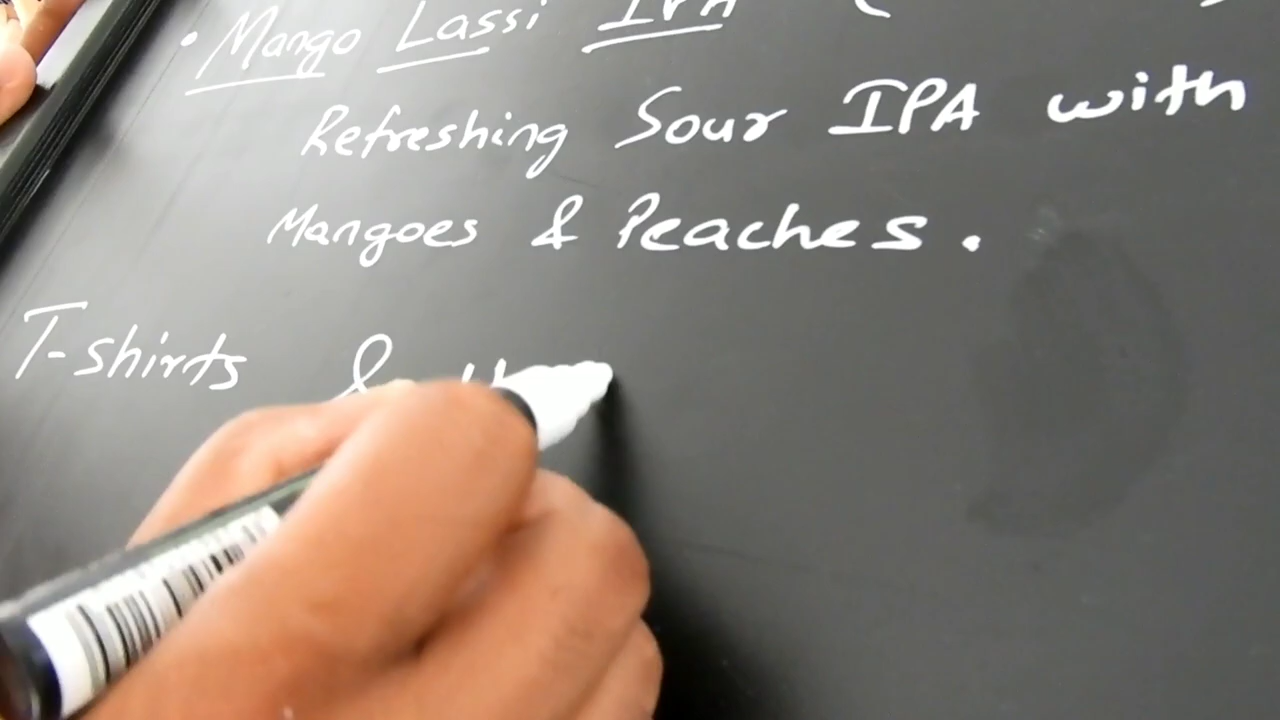 • Mango Lassi IPA (
Refreshing Sour IPA with
Mangoes & Peaches.
T-shirts &